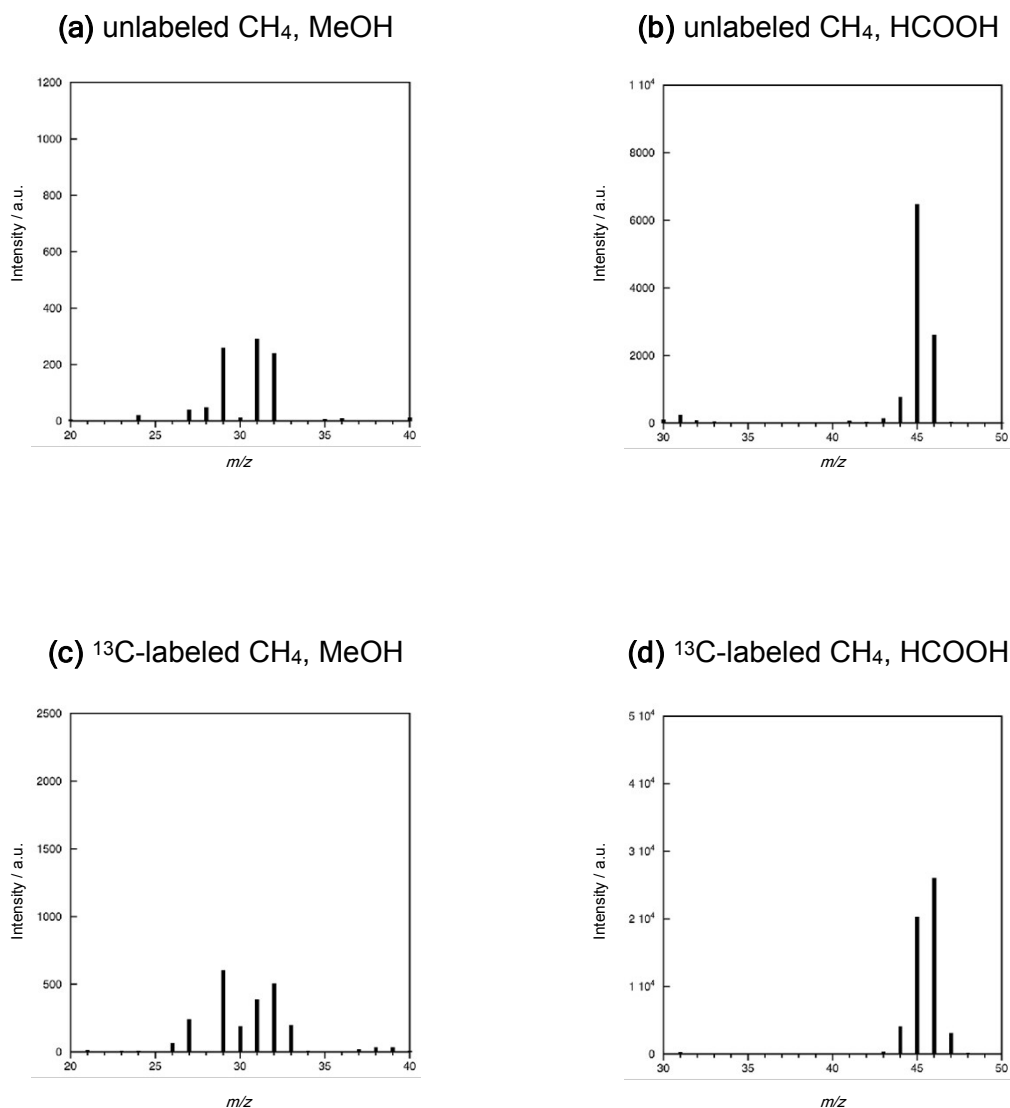 (a) unlabeled CH₄, MeOH
1200
1000
800
600
400
200
0
20 25 30 35 40
Intensity / a.u.
m/z
(b) unlabeled CH₄, HCOOH
1 10⁴
8000
6000
4000
2000
0
30 35 40 45 50
Intensity / a.u.
m/z
(c) ¹³C-labeled CH₄, MeOH
2500
2000
1500
1000
500
0
20 25 30 35 40
Intensity / a.u.
m/z
(d) ¹³C-labeled CH₄, HCOOH
5 10⁴
4 10⁴
3 10⁴
2 10⁴
1 10⁴
0
30 35 40 45 50
Intensity / a.u.
m/z